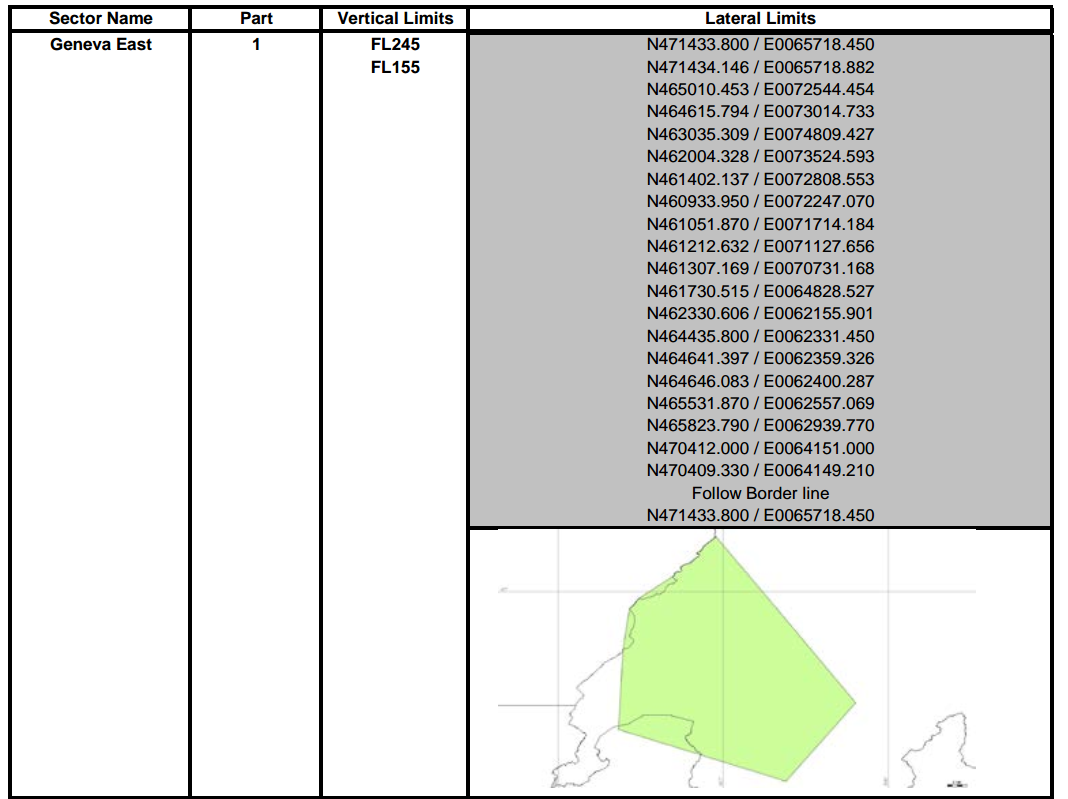 Sector Name Part Vertical Limits Lateral Limits
Geneva East 1 FL245 N471433.800 / E0065718.450
FL155 N471434.146 / E0065718.882
N465010.453 / E0072544.454
N464615.794 / E0073014.733
N463035.309 / E0074809.427
N462004.328 / E0073524.593
N461402.137 / E0072808.553
N460933.950 / E0072247.070
N461051.870 / E0071714.184
N461212.632 / E0071127.656
N461307.169 / E0070731.168
N461730.515 / E0064828.527
N462330.606 / E0062155.901
N464435.800 / E0062331.450
N464641.397 / E0062359.326
N464646.083 / E0062400.287
N465531.870 / E0062557.069
N465823.790 / E0062939.770
N470412.000 / E0064151.000
N470409.330 / E0064149.210
Follow Border line
N471433.800 / E0065718.450